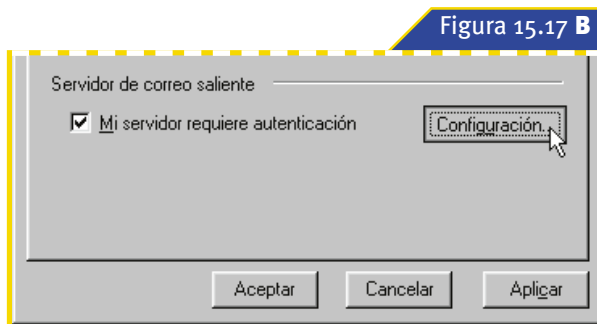 Figura 15.17 B
Servidor de correo saliente
Mi servidor requiere autenticación
Configuración...
Aceptar
Cancelar
Aplicar